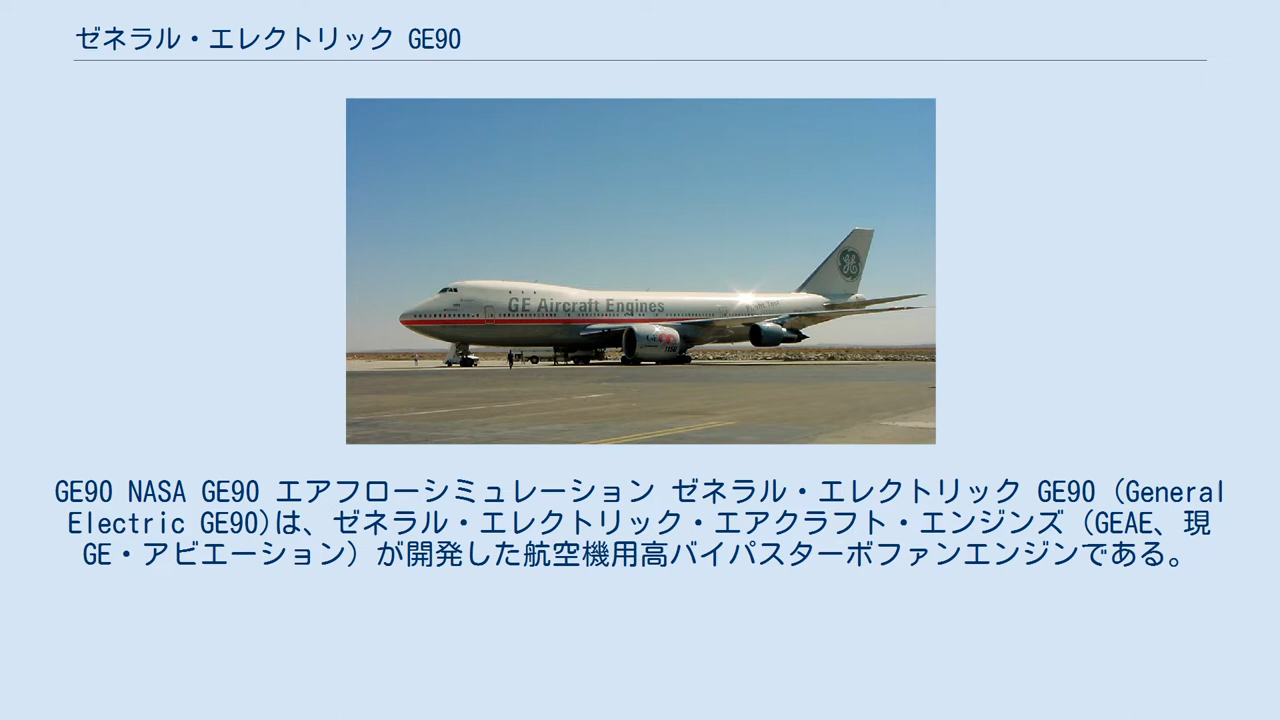 ゼネラル・エレクトリック GE90
GE Aircraft Engines
GE90 NASA GE90 エアフローシミュレーション ゼネラル・エレクトリック GE90（General
Electric GE90)は、ゼネラル・エレクトリック・エアクラフト・エンジンズ（GEAE、現
GE・アビエーション）が開発した航空機用高バイパスターボファンエンジンである。